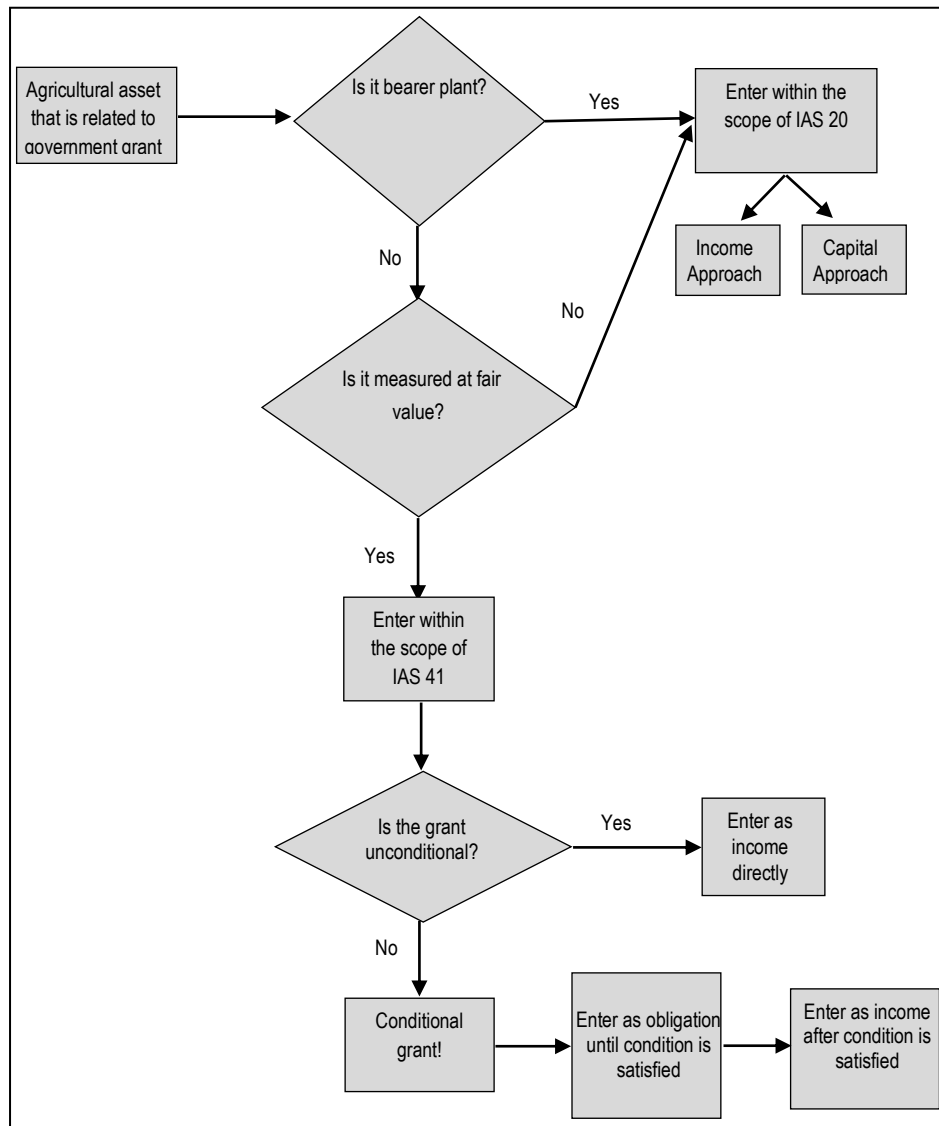 Agricultural asset
that is related to
government grant
Is it bearer plant?
Yes
Enter within the
scope of IAS 20
Income
Approach
Capital
Approach
No
No
Is it measured at fair
value?
Yes
Enter within
the scope of
IAS 41
Is the grant
unconditional?
Yes
Enter as
income
directly
No
Conditional
grant!
Enter as obligation
until condition is
satisfied
Enter as income
after condition is
satisfied